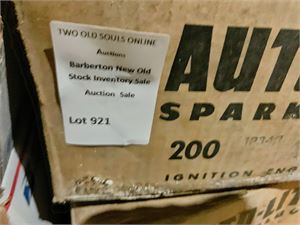 TWO OLD SOULS ONLINE
Auctions
Barberton New Old
Stock Inventory Sale
Auction Sale
Lot 921
AUT
SPARK
200
IGNITION ENG